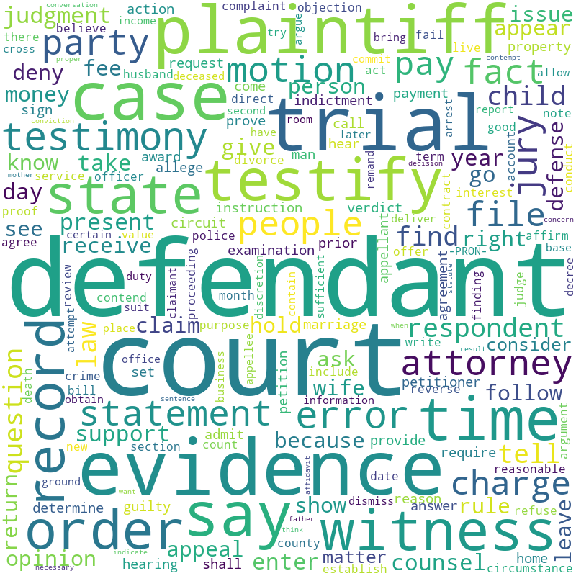 conversation
income
action
complaint
objection
try
believe
argue
bring
fail
issue
judgment
there
cross
plaintiff
appear
party
deny
fee
request
husband
deceased
live
commit
property
proper
contempt
case
motion
pay
fact
come
direct
person
act
allow
money
sign
second
prove
indictment
payment
trial
report
good
note
child
testimony
award
have
call
later
arrest
room
hear
give
divorce
man
remand
term
year
jury
defense
know
take
allege
decision
account
conduct
mother
conviction
service
officer
state
testify
go
day
instruction
verdict
deliver
contract
interest
concern
proof
present
circuit
people
appellant
offer
file
affirm
see
agree
certain
value
police
examination
prior
find
right
base
receive
-PRON-
decree
defendant
duty
contend
suit
claimant
proceeding
month
discretion
contain
sufficient
agreement
finding
judge
record
attempt
review
place
claim
purpose
hold
marriage
when
respondent
law
office
set
business
appellee
ask
write
result
consider
court
death
crime
bill
obtain
sentence
include
wife
petition
petitioner
reverse
attorney
follow
question
statement
error
information
time
argument
support
new
section
admit
count
because
provide
tell
affidavit
require
reasonable
return
ground
determine
guilty
evidence
want
date
dismiss
reason
show
charge
rule
refuse
leave
order
say
think
father
witness
opinion
indicate
appeal
county
matter
counsel
home
necessary
hearing
shall
enter
establish
circumstance